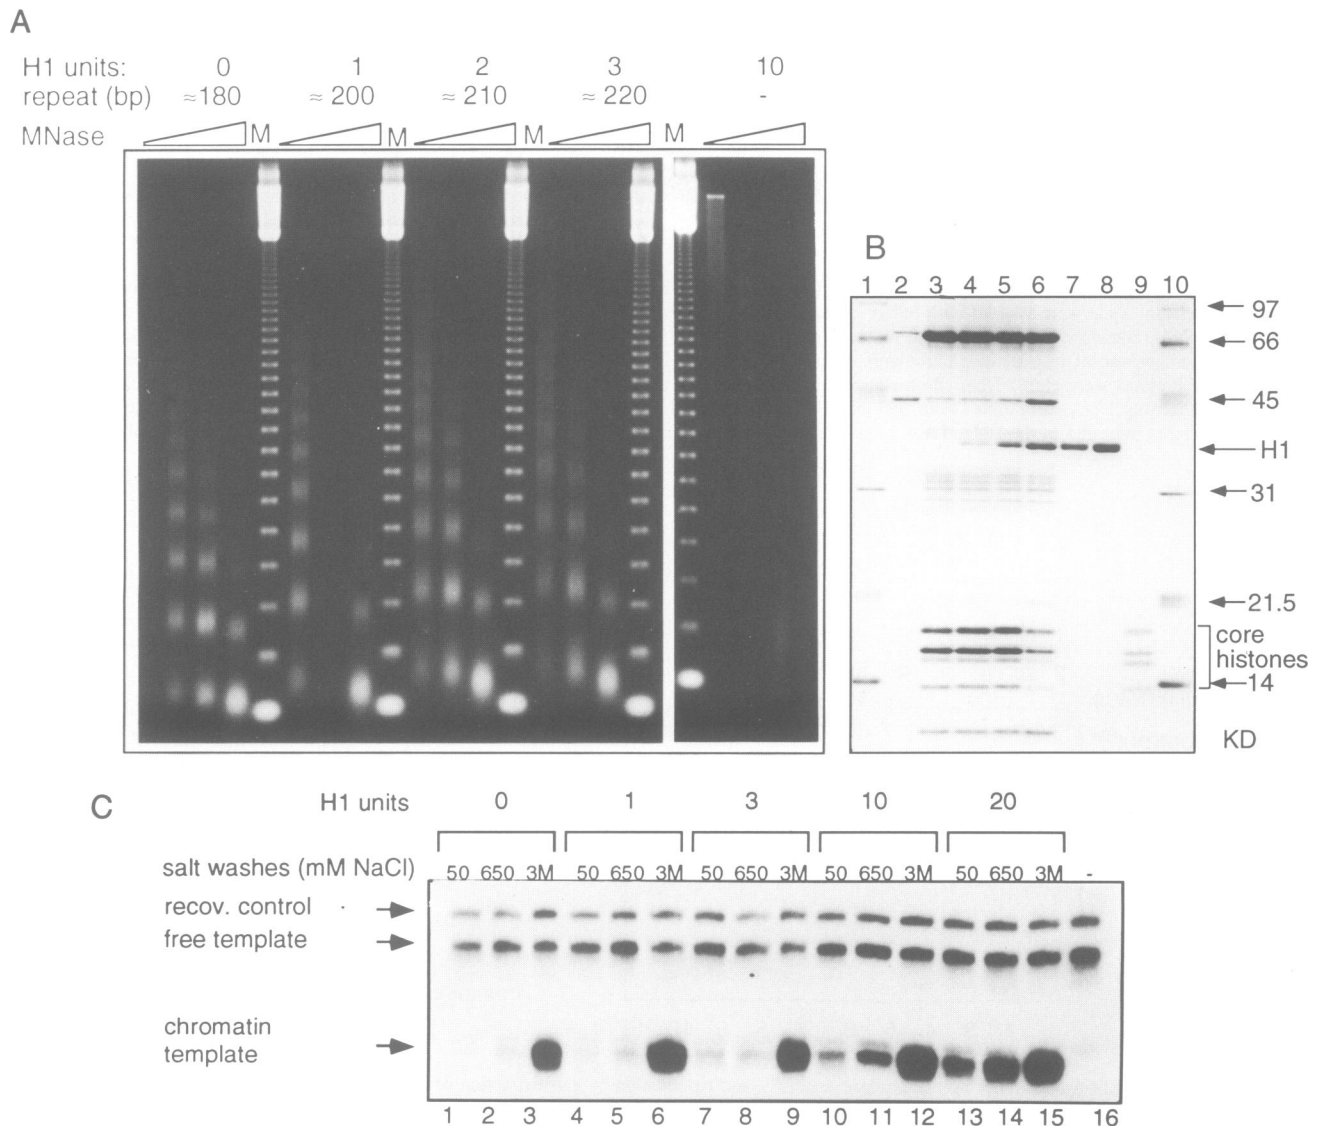 A
H1 units: 0 1 2 3 10
repeat (bp) ≈180 ≈ 200 ≈ 210 ≈ 220 -
MNase M M M M
B
1 2 3 4 5 6 7 8 9 10
97
66
45
H1
31
21.5
core
histones
14
KD
C
H1 units 0 1 3 10 20
salt washes (mM NaCl) 50 650 3M 50 650 3M 50 650 3M 50 650 3M 50 650 3M -
recov. control
free template
chromatin
template
1 2 3 4 5 6 7 8 9 10 11 12 13 14 15 16